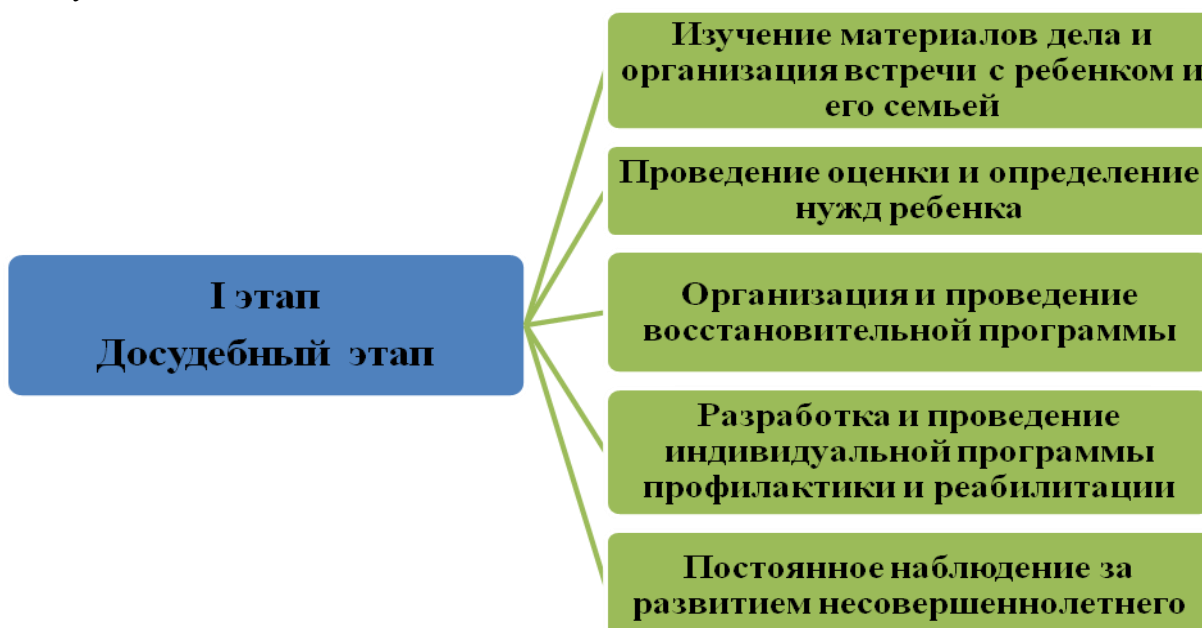 I этап
Досудебный этап
Изучение материалов дела и
организация встречи с ребенком и
его семьей
Проведение оценки и определение
нужд ребенка
Организация и проведение
восстановительной программы
Разработка и проведение
индивидуальной программы
профилактики и реабилитации
Постоянное наблюдение за
развитием несовершеннолетнего